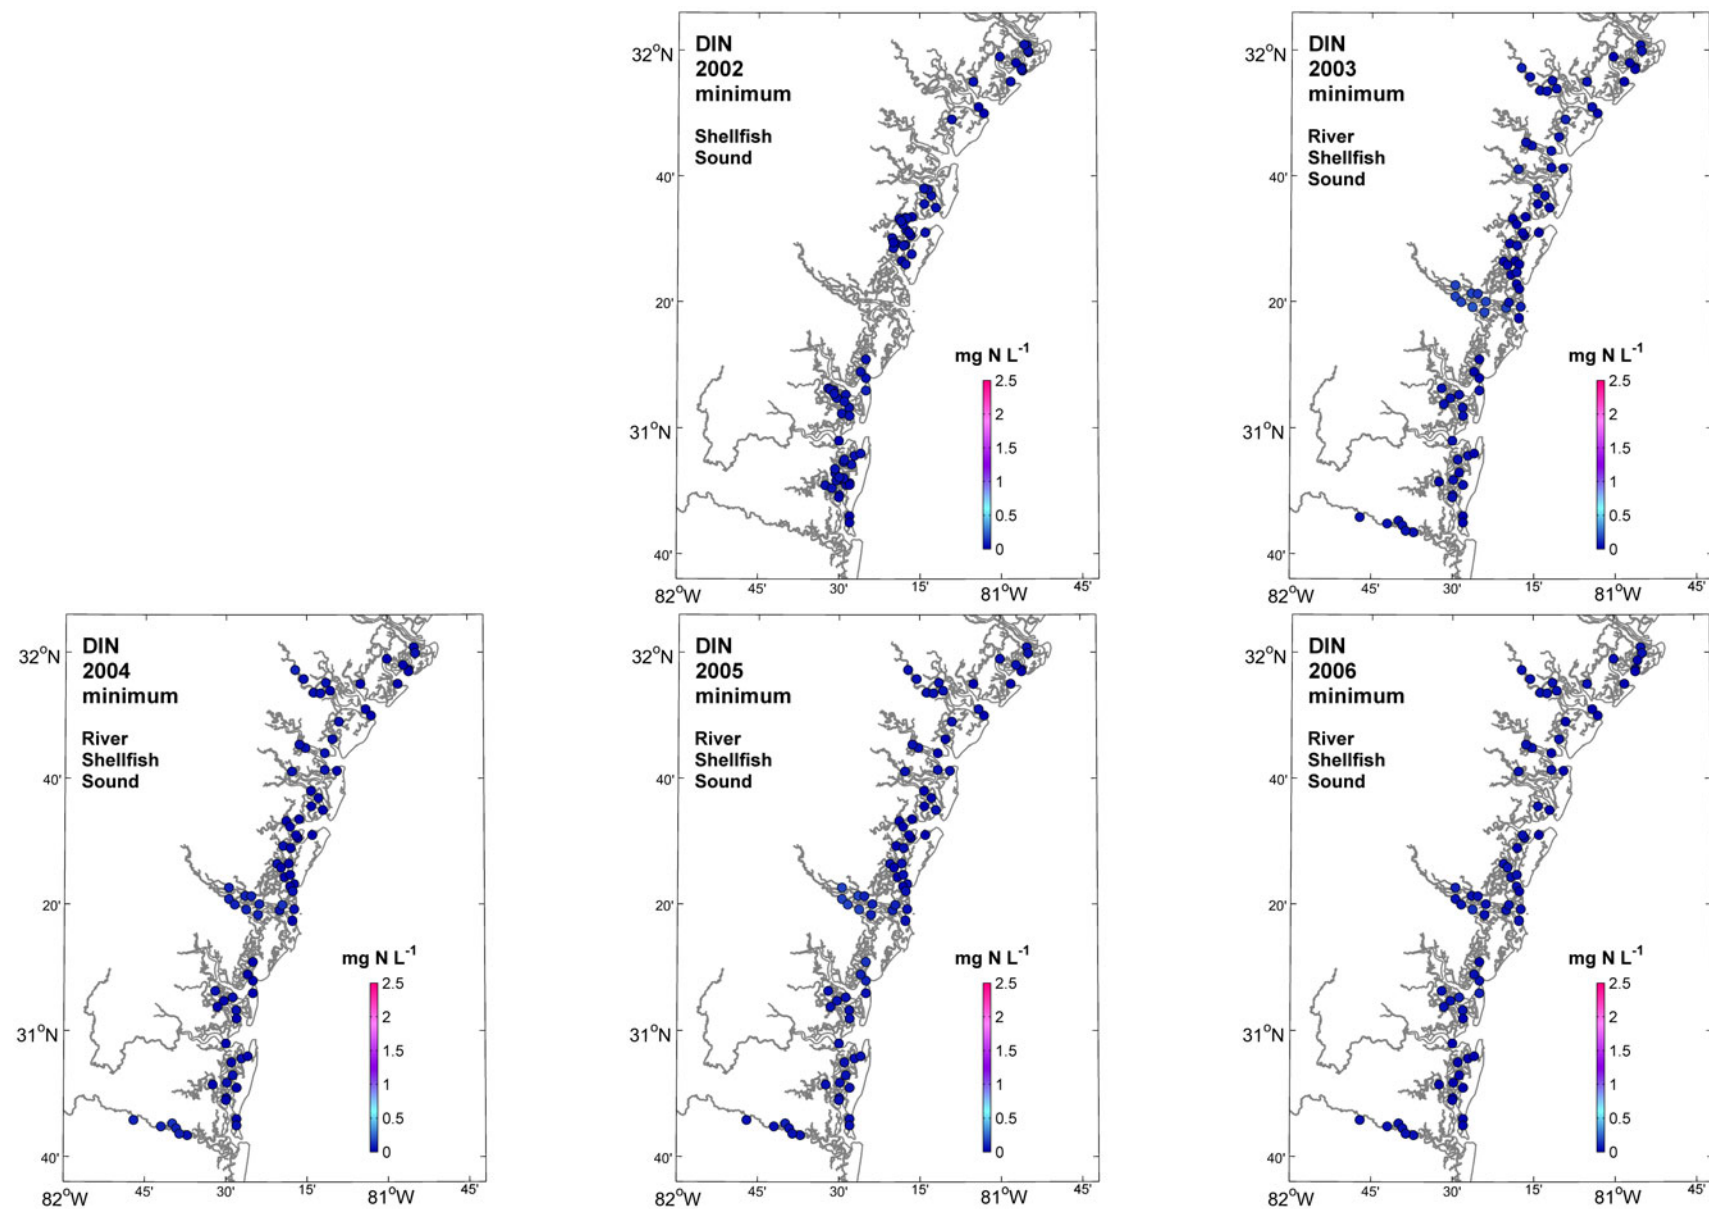 DIN
2002
minimum
Shellfish
Sound
32°N
40'
20'
31°N
40'
82°W
45'
30'
15'
81°W
45'
mg N L⁻¹
2.5
2
1.5
1
0.5
0
DIN
2003
minimum
River
Shellfish
Sound
32°N
40'
20'
31°N
40'
82°W
45'
30'
15'
81°W
45'
mg N L⁻¹
2.5
2
1.5
1
0.5
0
DIN
2004
minimum
River
Shellfish
Sound
32°N
40'
20'
31°N
40'
82°W
45'
30'
15'
81°W
45'
mg N L⁻¹
2.5
2
1.5
1
0.5
0
DIN
2005
minimum
River
Shellfish
Sound
32°N
40'
20'
31°N
40'
82°W
45'
30'
15'
81°W
45'
mg N L⁻¹
2.5
2
1.5
1
0.5
0
DIN
2006
minimum
River
Shellfish
Sound
32°N
40'
20'
31°N
40'
82°W
45'
30'
15'
81°W
45'
mg N L⁻¹
2.5
2
1.5
1
0.5
0